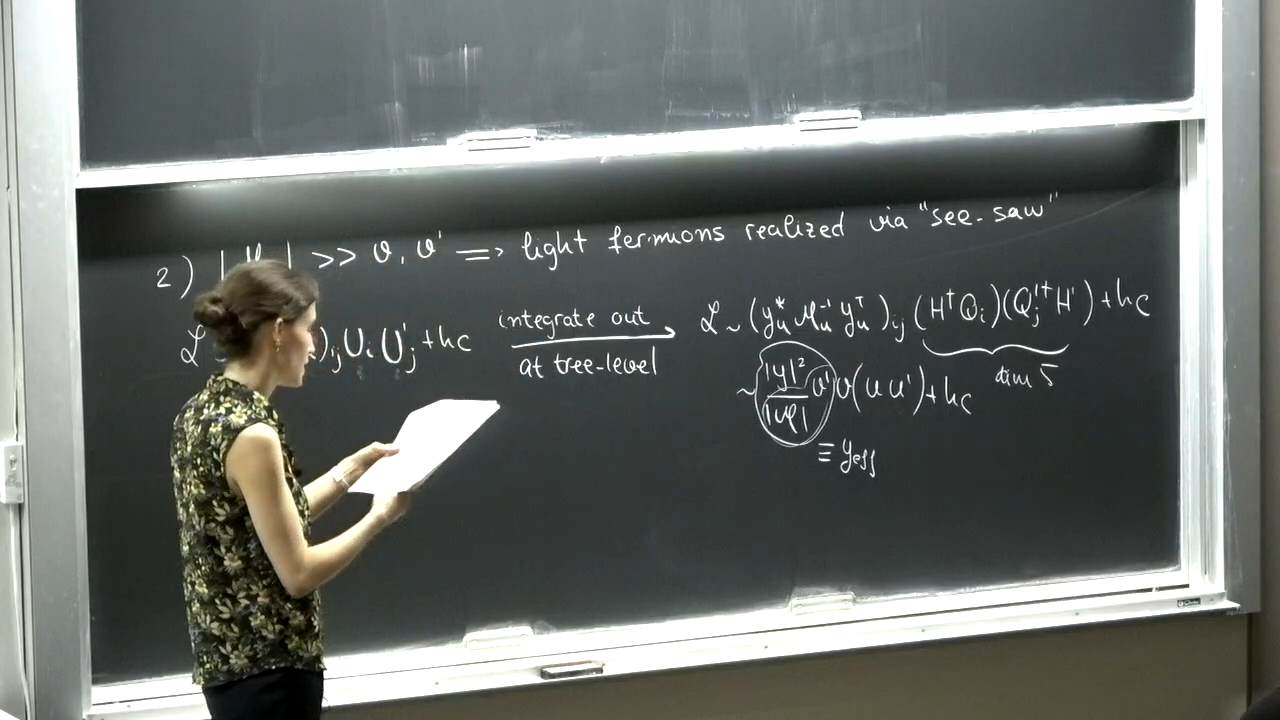 2) | | >> v, v' => light fermions realized via "see-saw"
ℒ )ij Ui U'j + hc
integrate out
at tree-level
ℒ ~ (yu* Mu⁻¹ yu^T)ij (H†Qi)(Q'j†H') + hc
dim 5
~ |y|²/|M| v' v(u u') + hc
≡ yeff